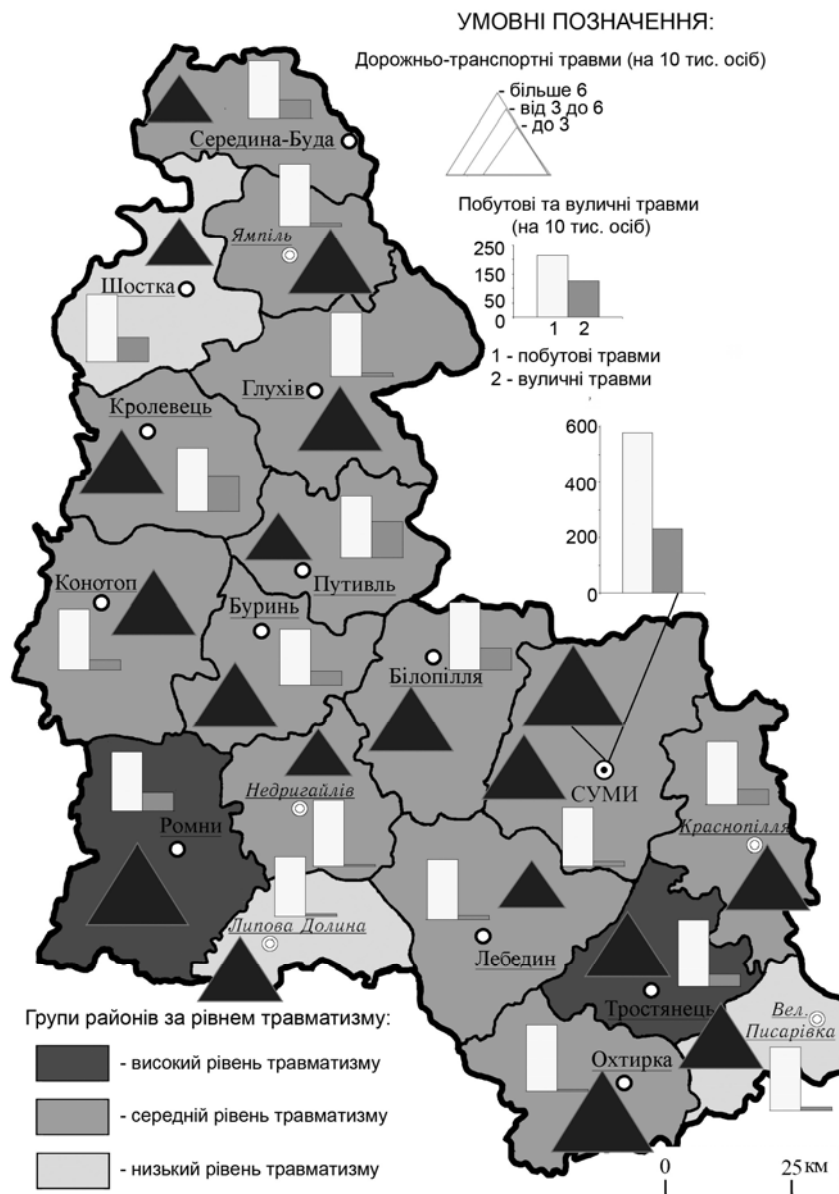 УМОВНІ ПОЗНАЧЕННЯ:
Дорожньо-транспортні травми (на 10 тис. осіб)
- більше 6
- від 3 до 6
- до 3
Побутові та вуличні травми
(на 10 тис. осіб)
250
150
50
0
1 2
1 - побутові травми
2 - вуличні травми
600
400
200
0
Середина-Буда
Ямпіль
Шостка
Глухів
Кролевець
Путивль
Конотоп
Буринь
Білопілля
СУМИ
Недригайлів
Краснопілля
Ромни
Липова Долина
Лебедин
Тростянець
Вел.
Писарівка
Охтирка
Групи районів за рівнем травматизму:
- високий рівень травматизму
- середній рівень травматизму
- низький рівень травматизму
0 25 км